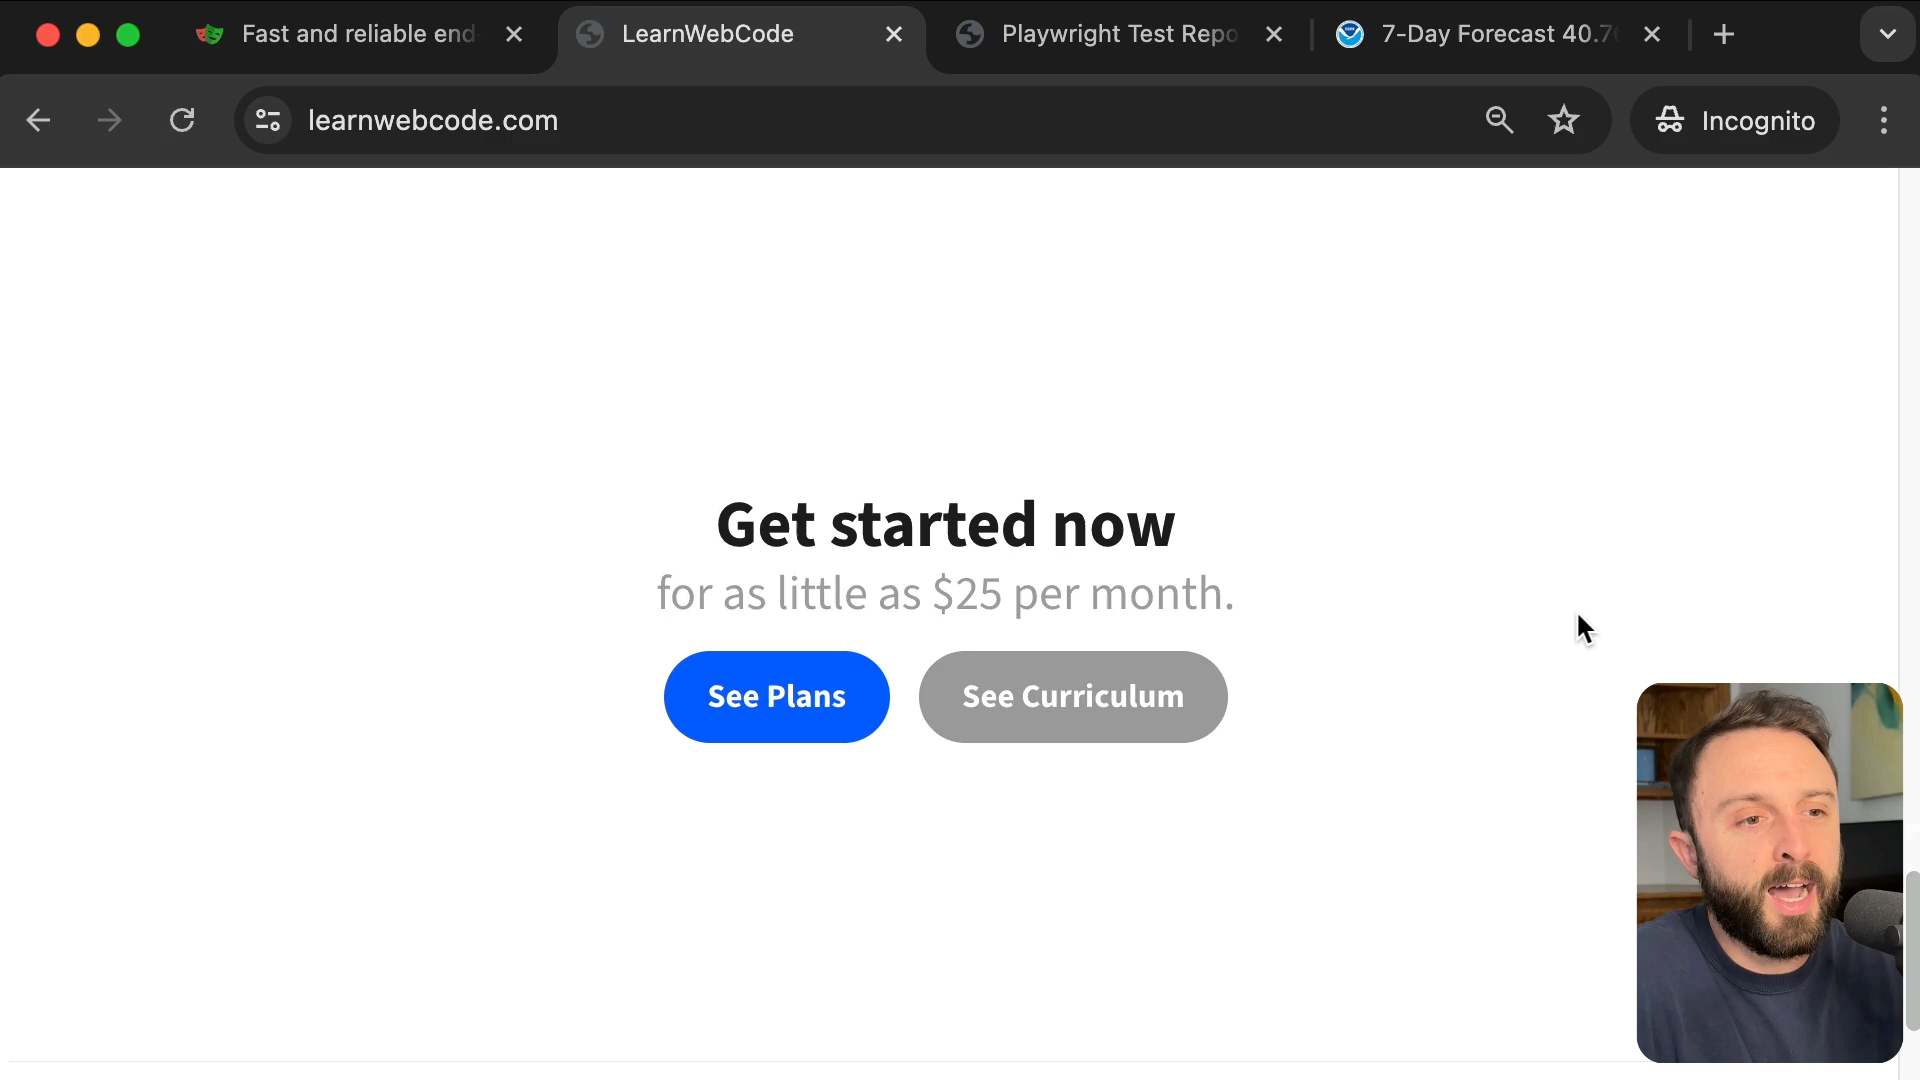 Fast and reliable end
LearnWebCode
Playwright Test Repo
7-Day Forecast 40.7
learnwebcode.com
Incognito
Get started now
for as little as $25 per month.
See Plans
See Curriculum